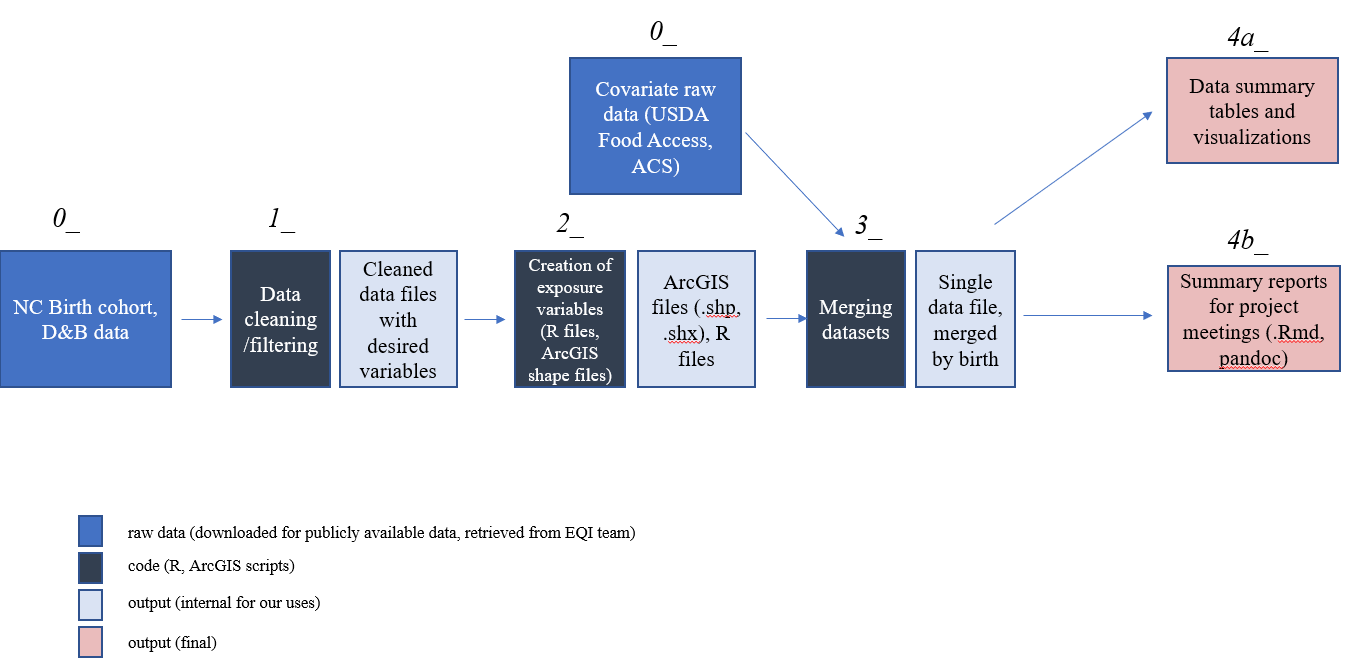 0_
4a_
Covariate raw
data (USDA
Food Access,
ACS)
Data summary
tables and
visualizations
0_
1_
2_
3_
4b_
NC Birth cohort,
D&B data
Data
cleaning
/filtering
Cleaned
data files
with
desired
variables
Creation of
exposure
variables
(R files,
ArcGIS
shape files)
ArcGIS
files (.shp,
.shx), R
files
Merging
datasets
Single
data file,
merged
by birth
Summary reports
for project
meetings (.Rmd,
pandoc)
raw data (downloaded for publicly available data, retrieved from EQI team)
code (R, ArcGIS scripts)
output (internal for our uses)
output (final)